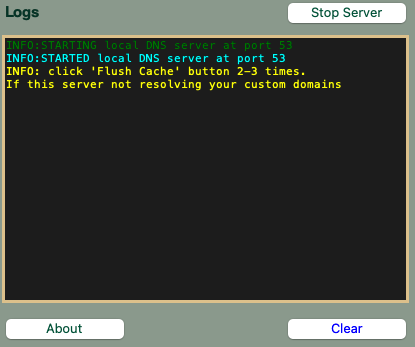 Logs
Stop Server
INFO:STARTING local DNS server at port 53
INFO:STARTED local DNS server at port 53
INFO: click 'Flush Cache' button 2-3 times.
If this server not resolving your custom domains
About
Clear